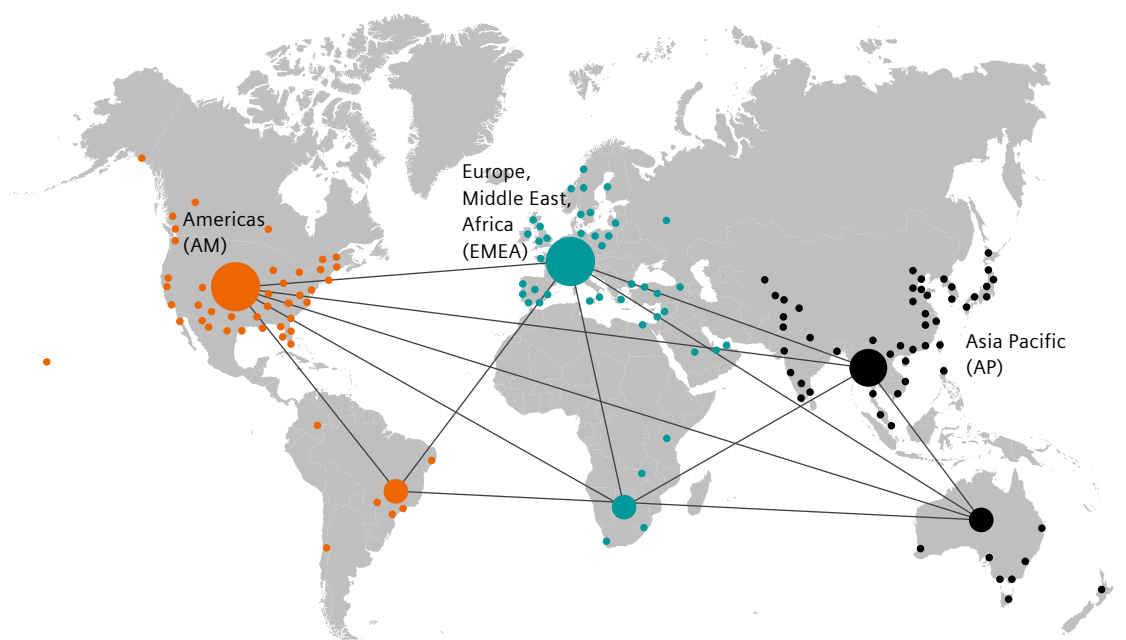 Americas
(AM)
Europe,
Middle East,
Africa
(EMEA)
Asia Pacific
(AP)